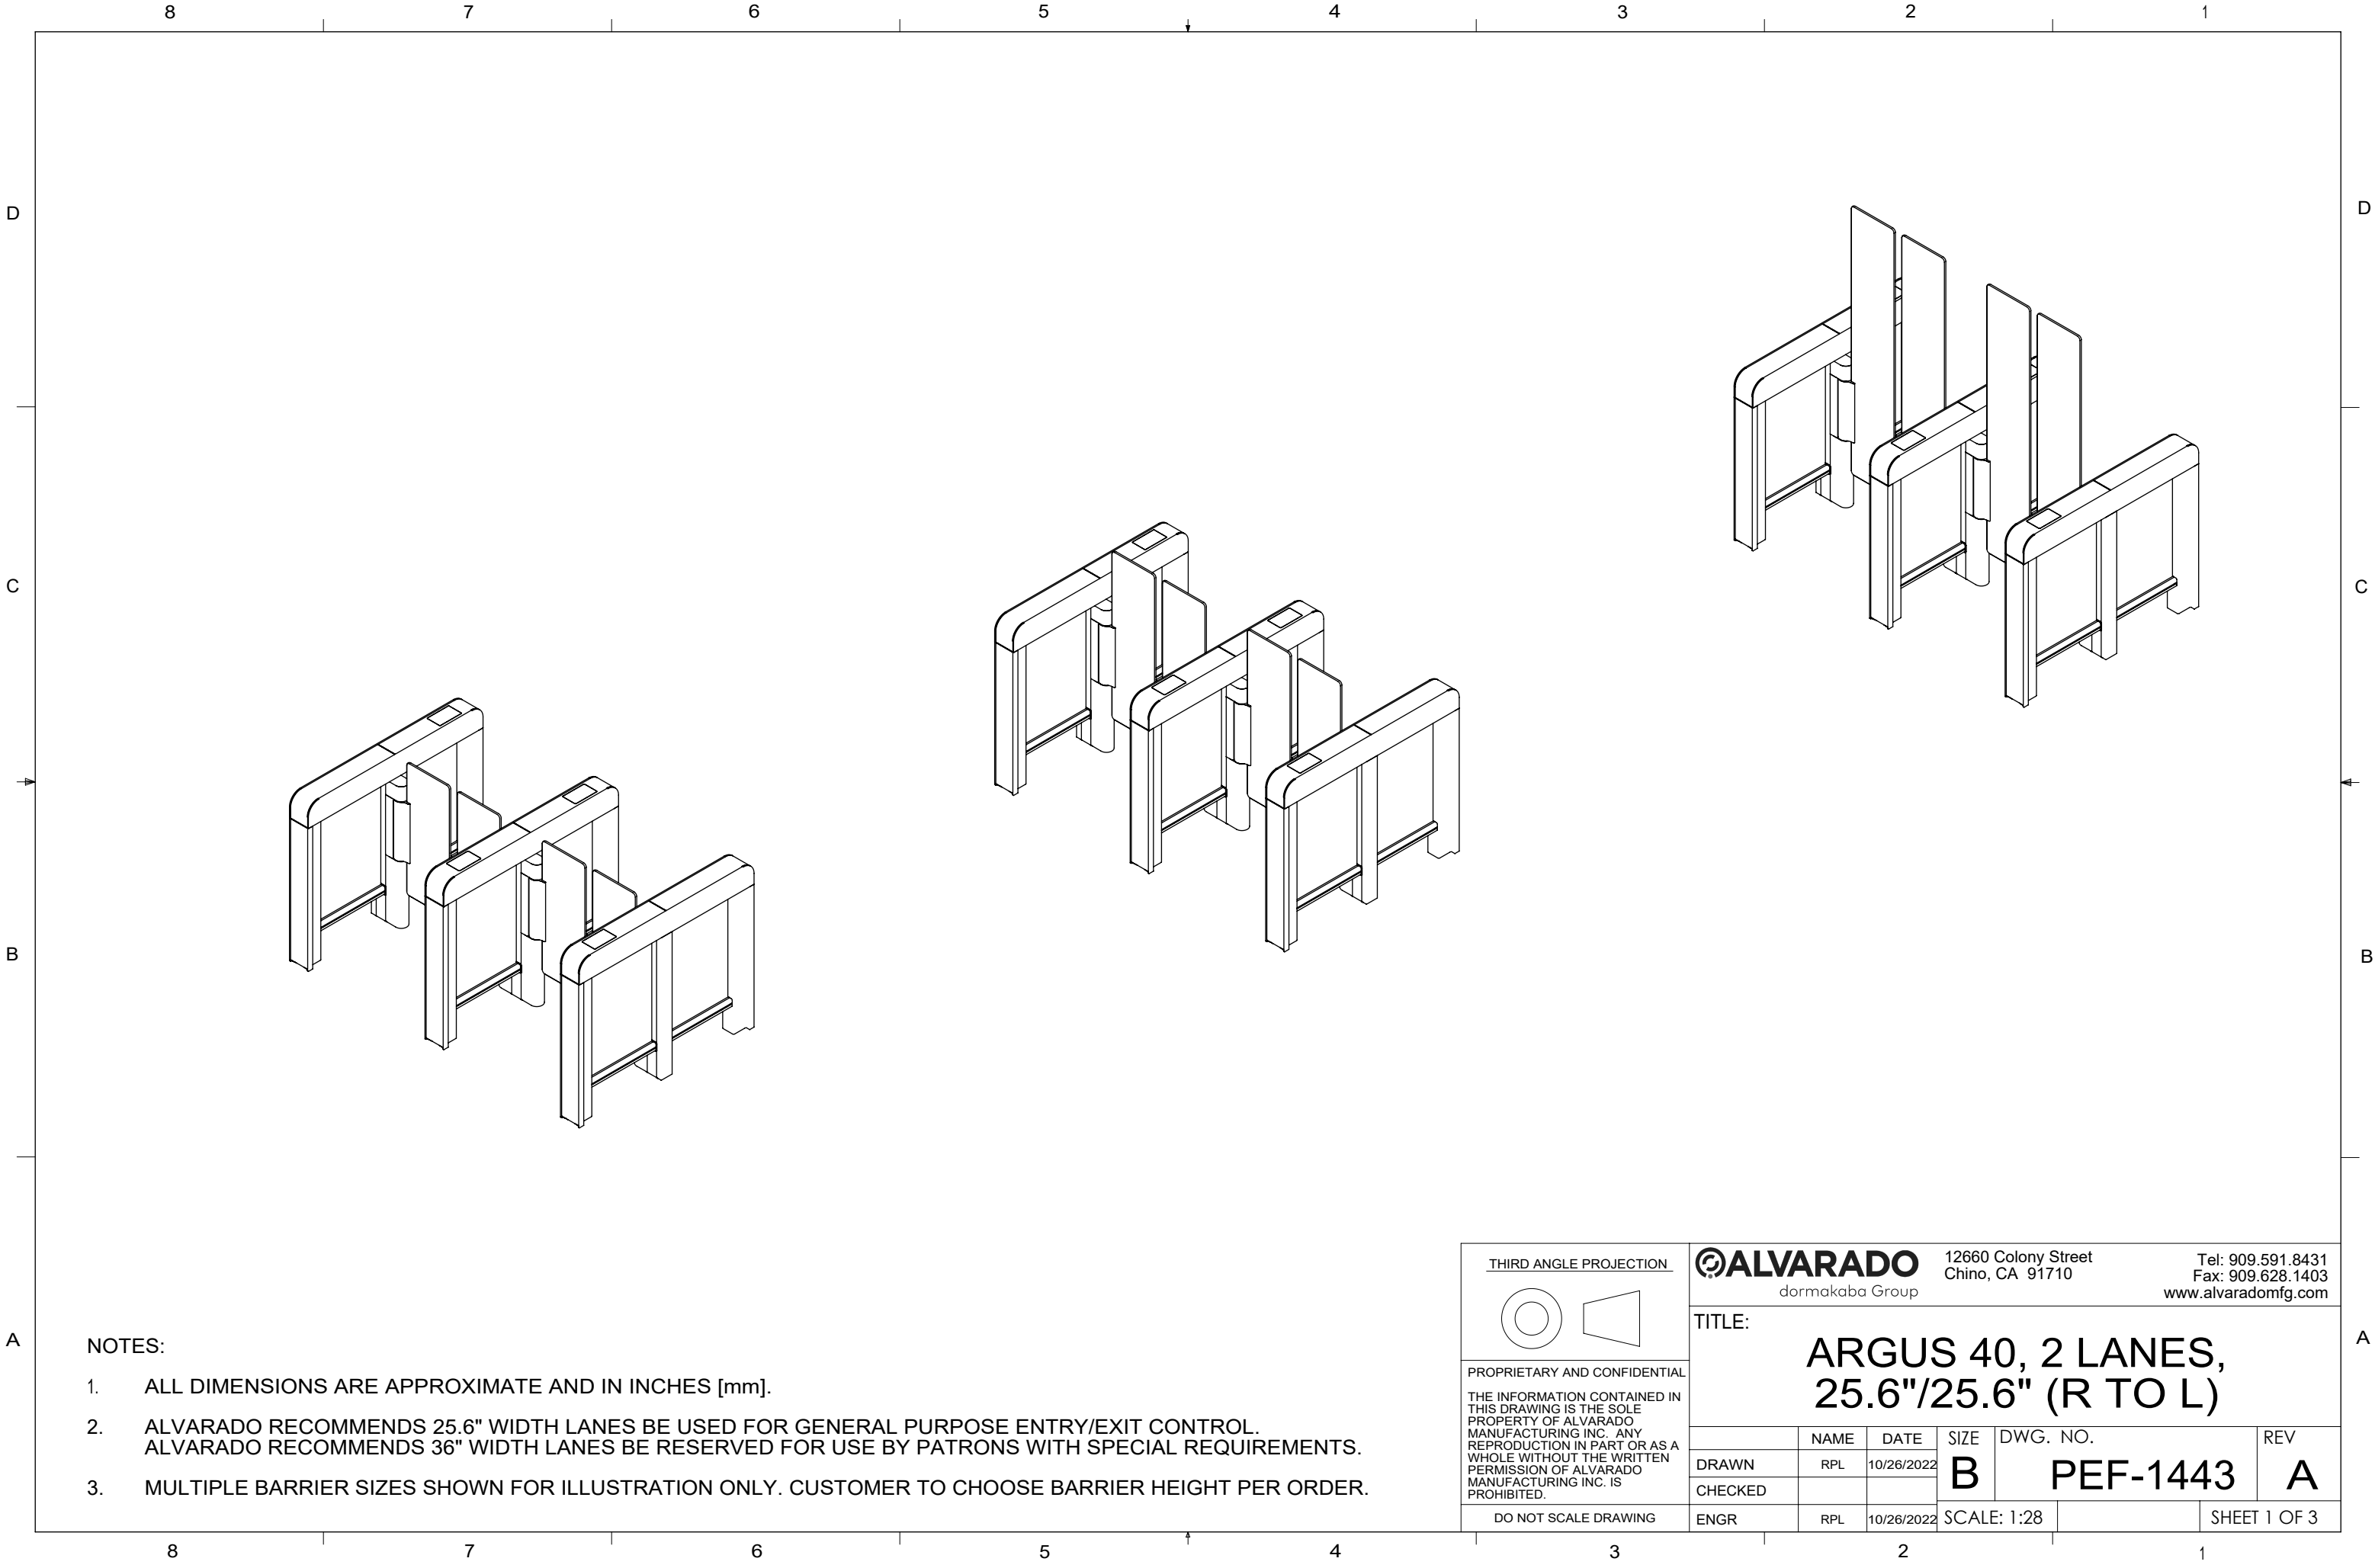 8 7 6 5 4 3 2 1
D D
C C
B B
A A
NOTES:
1. ALL DIMENSIONS ARE APPROXIMATE AND IN INCHES [mm].
2. ALVARADO RECOMMENDS 25.6" WIDTH LANES BE USED FOR GENERAL PURPOSE ENTRY/EXIT CONTROL.
ALVARADO RECOMMENDS 36" WIDTH LANES BE RESERVED FOR USE BY PATRONS WITH SPECIAL REQUIREMENTS.
3. MULTIPLE BARRIER SIZES SHOWN FOR ILLUSTRATION ONLY. CUSTOMER TO CHOOSE BARRIER HEIGHT PER ORDER.
THIRD ANGLE PROJECTION
PROPRIETARY AND CONFIDENTIAL
THE INFORMATION CONTAINED IN
THIS DRAWING IS THE SOLE
PROPERTY OF ALVARADO
MANUFACTURING INC. ANY
REPRODUCTION IN PART OR AS A
WHOLE WITHOUT THE WRITTEN
PERMISSION OF ALVARADO
MANUFACTURING INC. IS
PROHIBITED.
DO NOT SCALE DRAWING
ALVARADO
dormakaba Group
12660 Colony Street
Chino, CA 91710
Tel: 909.591.8431
Fax: 909.628.1403
www.alvaradomfg.com
TITLE:
ARGUS 40, 2 LANES,
25.6"/25.6" (R TO L)
NAME DATE
DRAWN RPL 10/26/2022
CHECKED
ENGR RPL 10/26/2022
SIZE
B
DWG. NO.
PEF-1443
REV
A
SCALE: 1:28
SHEET 1 OF 3
8 7 6 5 4 3 2 1